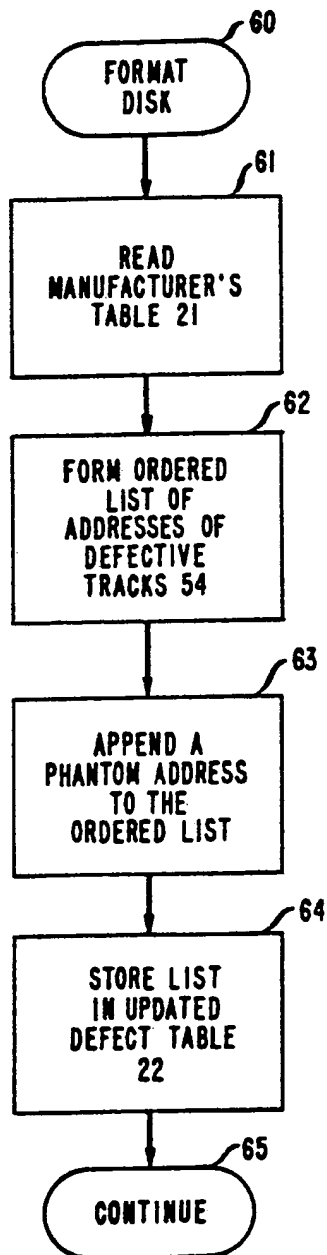 60
FORMAT
DISK
61
READ
MANUFACTURER'S
TABLE 21
62
FORM ORDERED
LIST OF
ADDRESSES OF
DEFECTIVE
TRACKS 54
63
APPEND A
PHANTOM ADDRESS
TO THE
ORDERED LIST
64
STORE LIST
IN UPDATED
DEFECT TABLE
22
65
CONTINUE